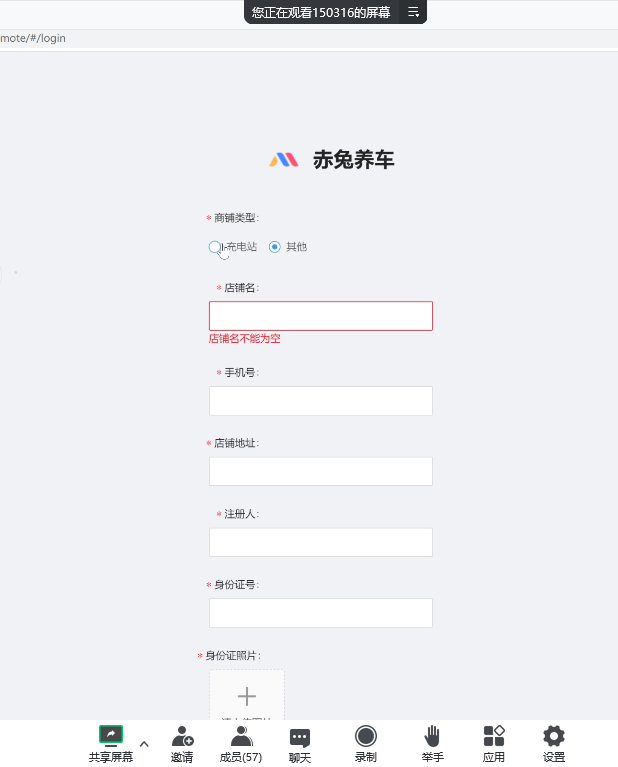 您正在观看150316的屏幕
mote/#/login
赤兔养车
* 商铺类型:
充电站 其他
* 店铺名:
店铺名不能为空
* 手机号:
* 店铺地址:
* 注册人:
* 身份证号:
* 身份证照片:
共享屏幕 邀请 成员(57) 聊天 录制 举手 应用 设置